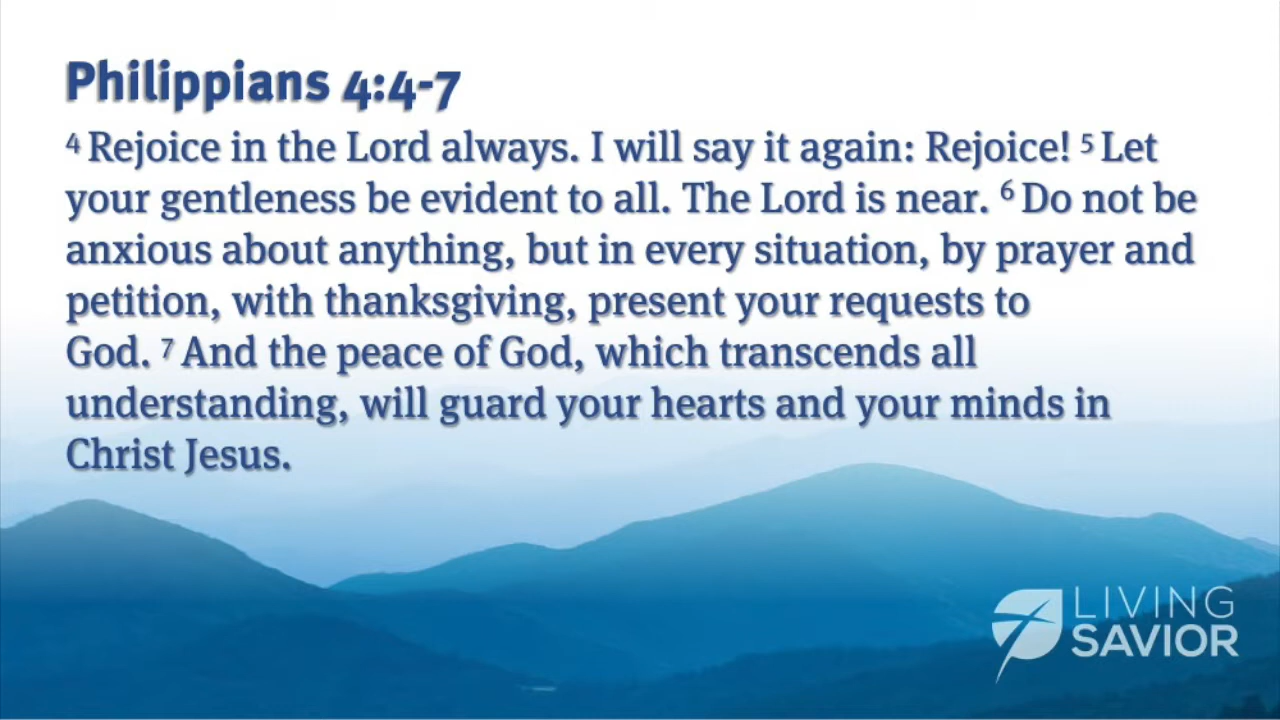 Philippians 4:4-7
4 Rejoice in the Lord always. I will say it again: Rejoice! 5 Let
your gentleness be evident to all. The Lord is near. 6 Do not be
anxious about anything, but in every situation, by prayer and
petition, with thanksgiving, present your requests to
God. 7 And the peace of God, which transcends all
understanding, will guard your hearts and your minds in
Christ Jesus.
LIVING
SAVIOR